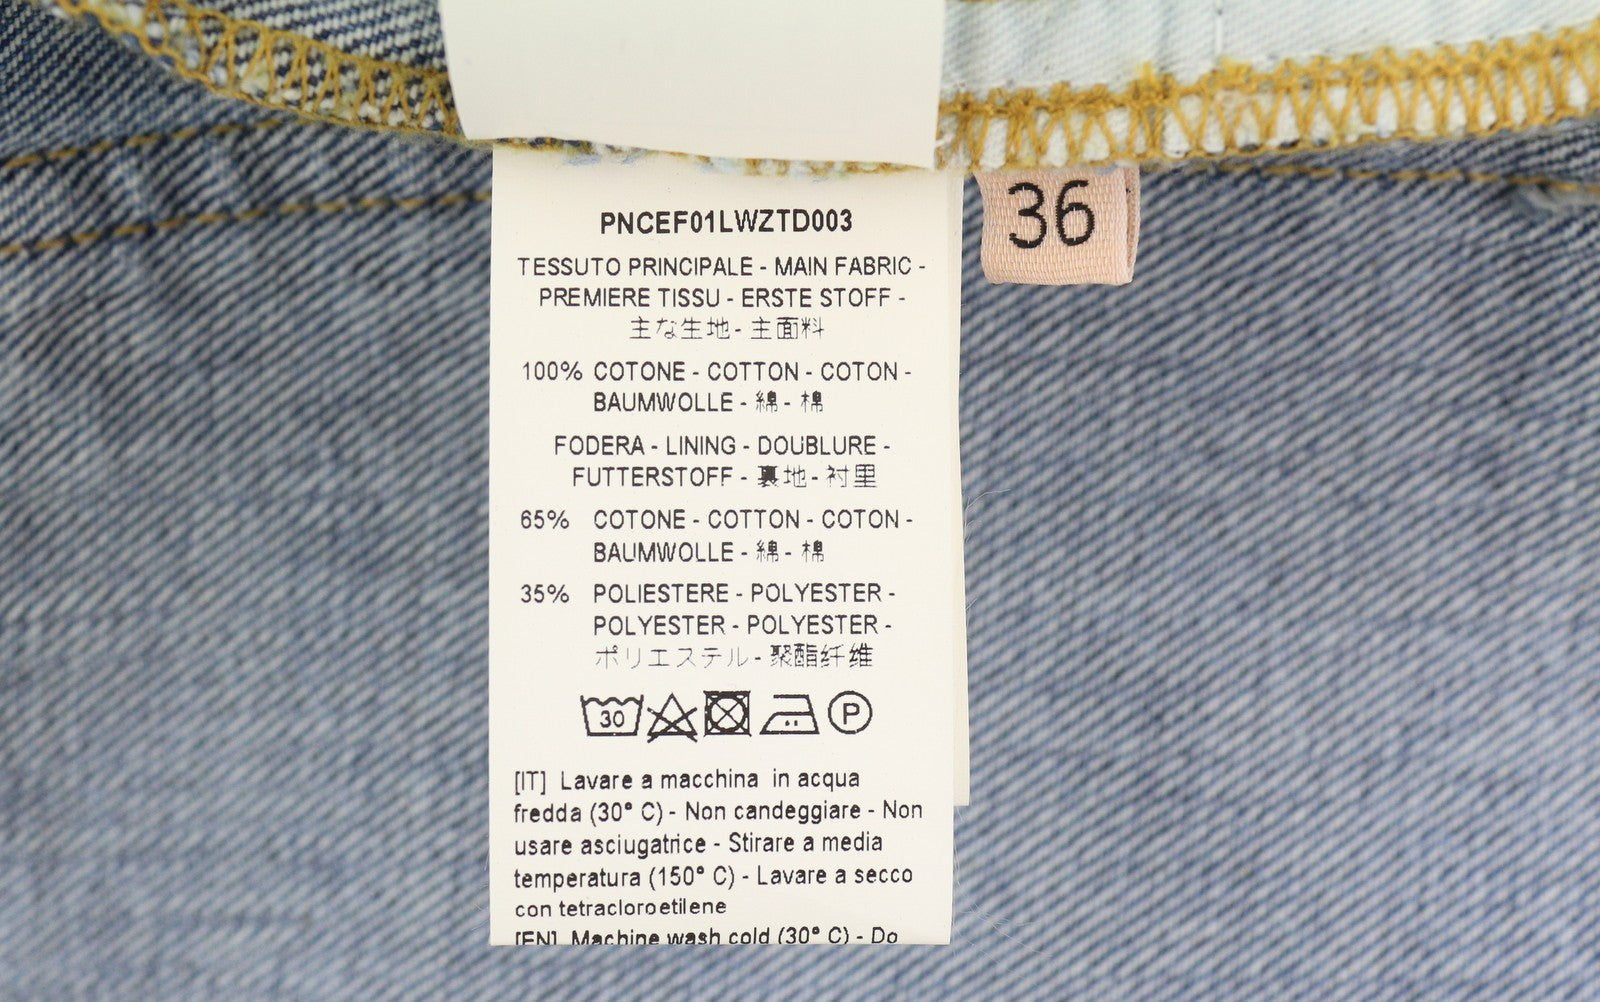 PNCEF01LWZTD003
TESSUTO PRINCIPALE - MAIN FABRIC -
PREMIERE TISSU - ERSTE STOFF -
主な生地 - 主面料
100% COTONE - COTTON - COTON -
BAUMWOLLE - 綿 - 棉
FODERA - LINING - DOUBLURE -
FUTTERSTOFF - 裏地 - 衬里
65% COTONE - COTTON - COTON -
BAUMWOLLE - 綿 - 棉
35% POLIESTERE - POLYESTER -
POLYESTER - POLYESTER -
ポリエステル - 聚酯纤维
30 P
[IT] Lavare a macchina in acqua
fredda (30° C) - Non candeggiare - Non
usare asciugatrice - Stirare a media
temperatura (150° C) - Lavare a secco
con tetracloroetilene
[EN] Machine wash cold (30° C) - Do
36